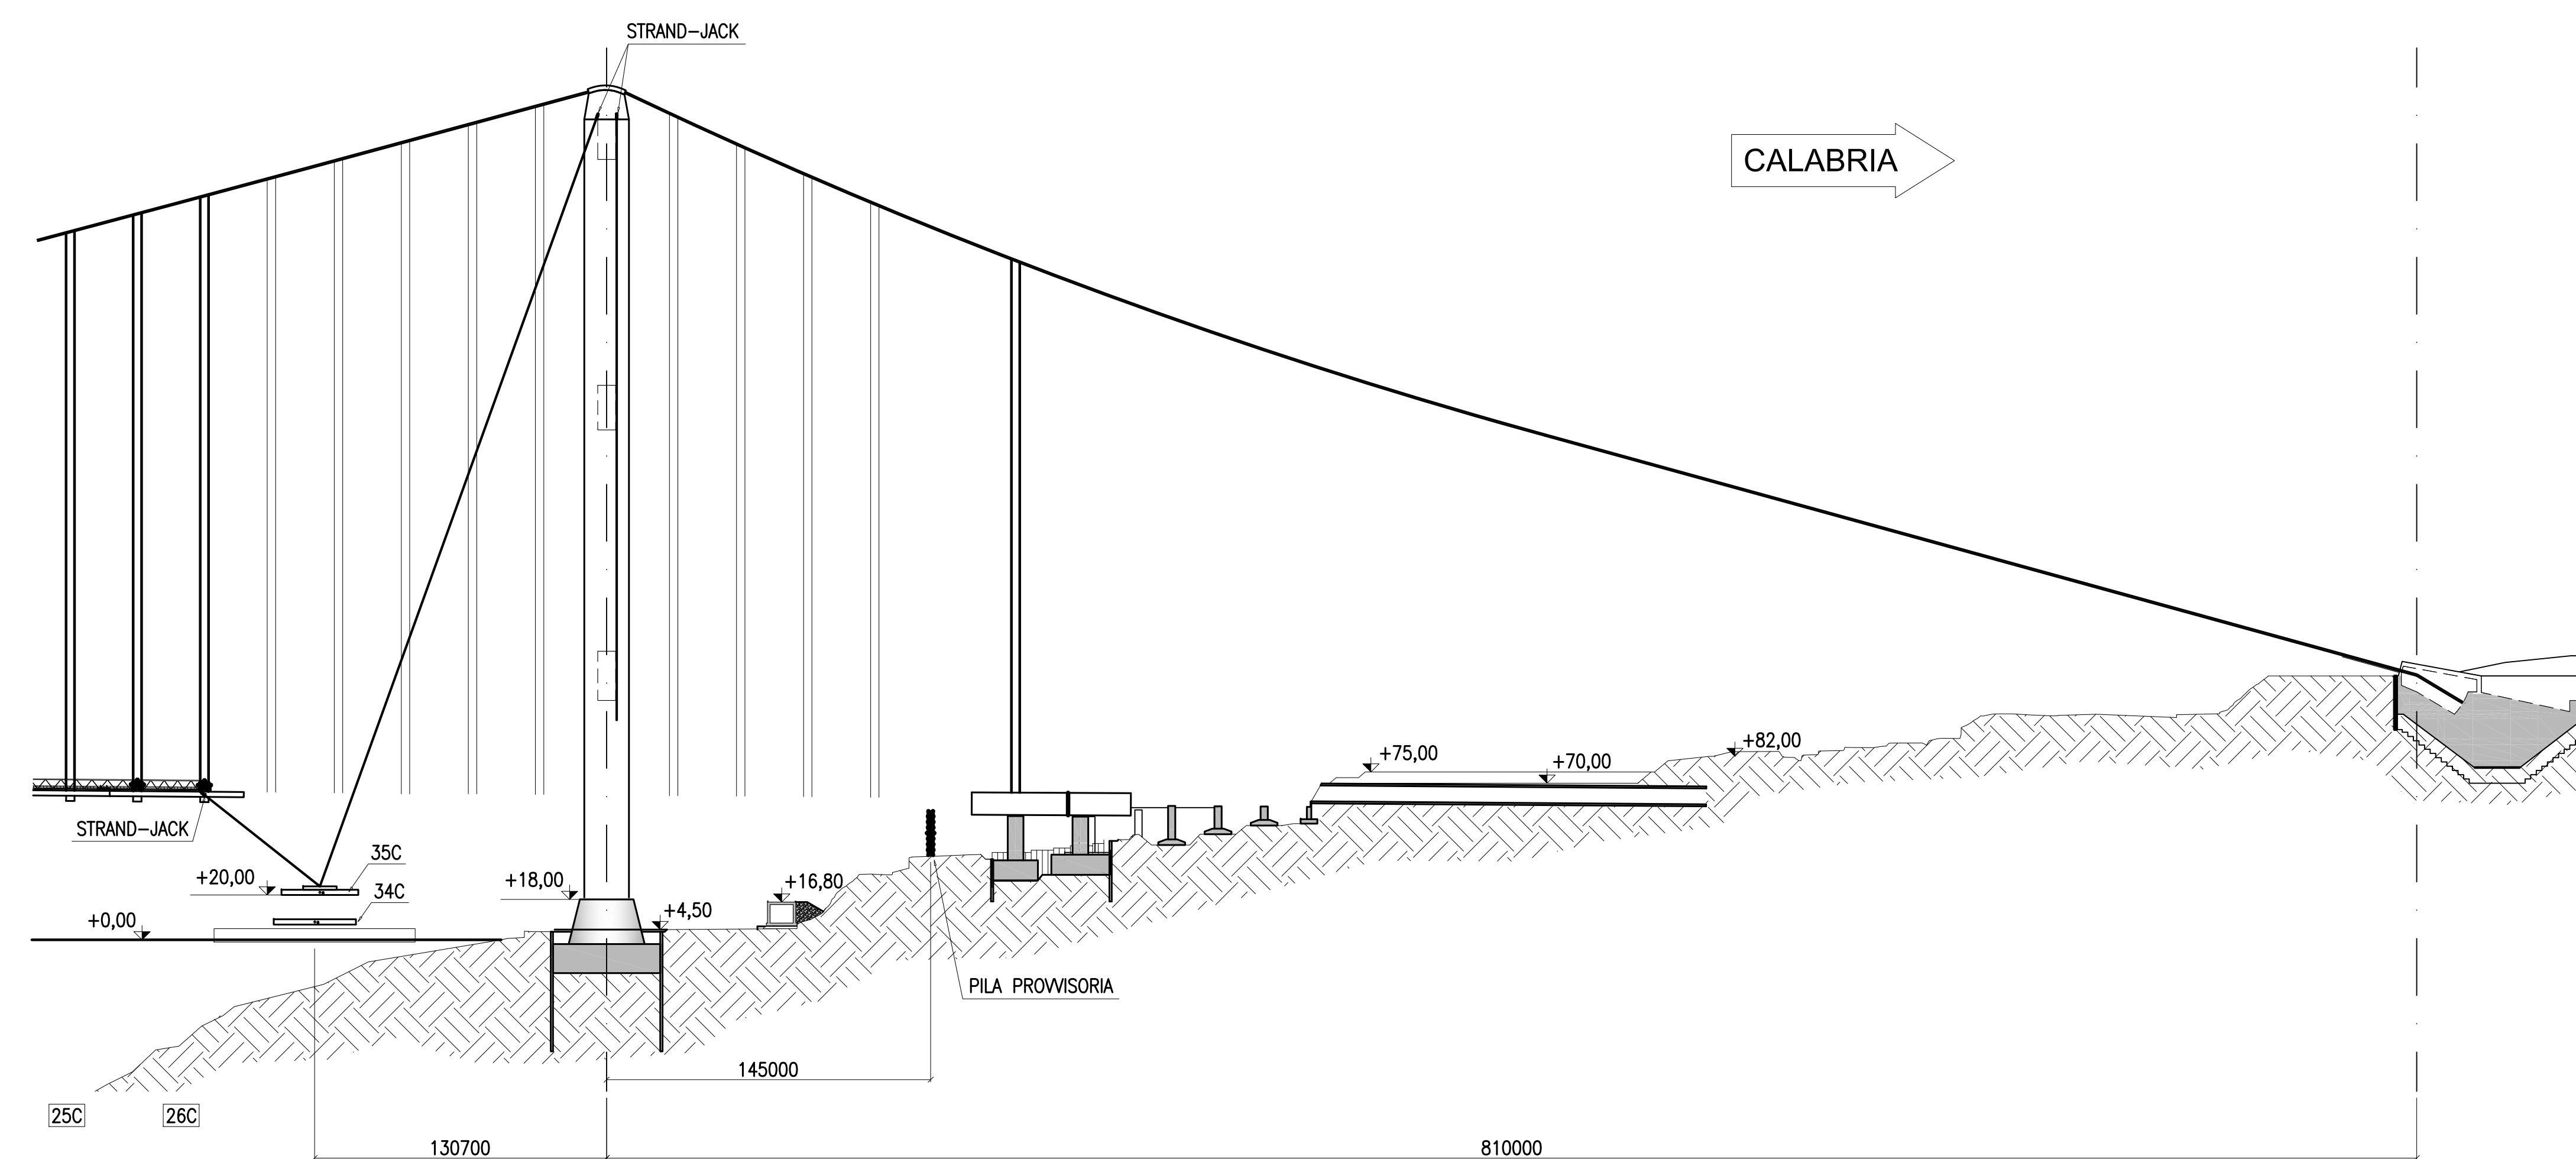 STRAND-JACK
CALABRIA
+75,00
+82,00
+70,00
STRAND-JACK
35C
+20,00
+18,00
+16,80
34C
+0,00
+4,50
PILA PROVVISORIA
145000
25C
26C
130700
810000